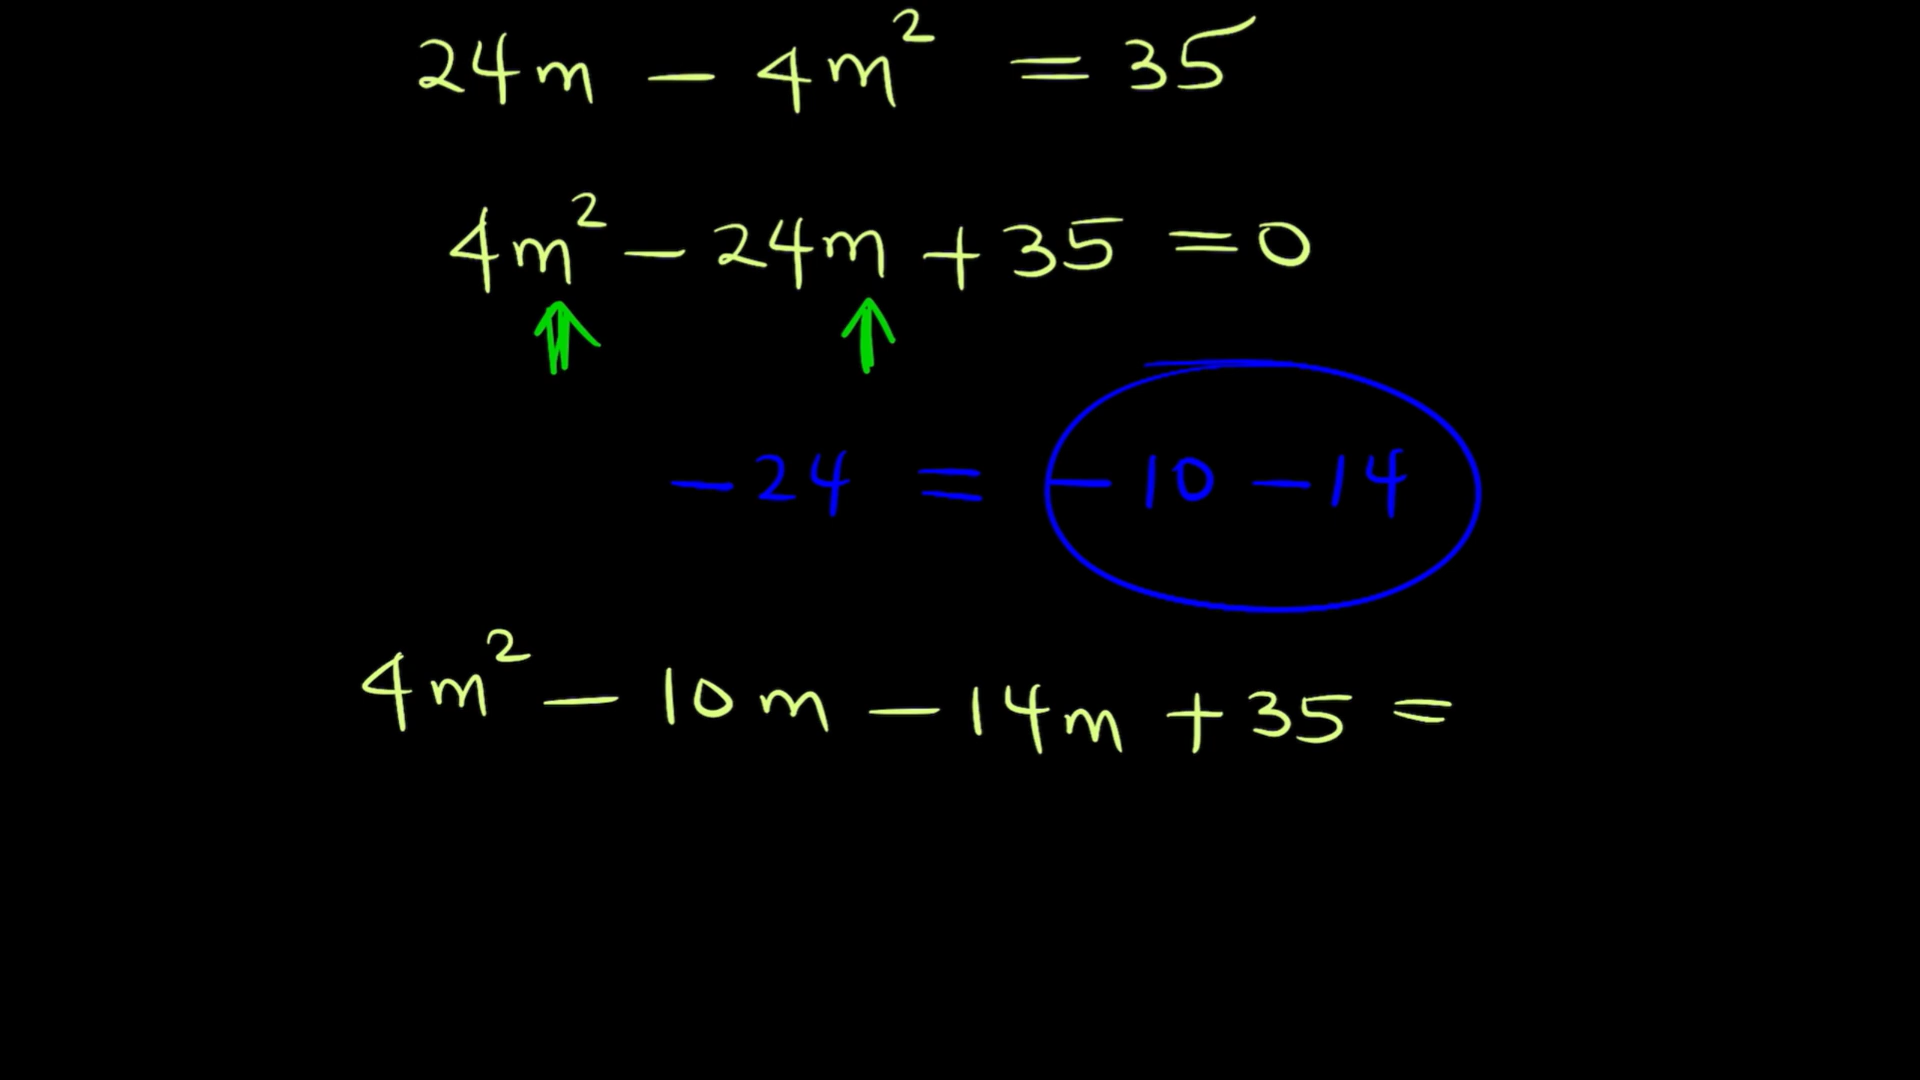 24m - 4m² = 35
4m² - 24m + 35 = 0
-24 = -10 -14
4m² - 10m - 14m + 35 =